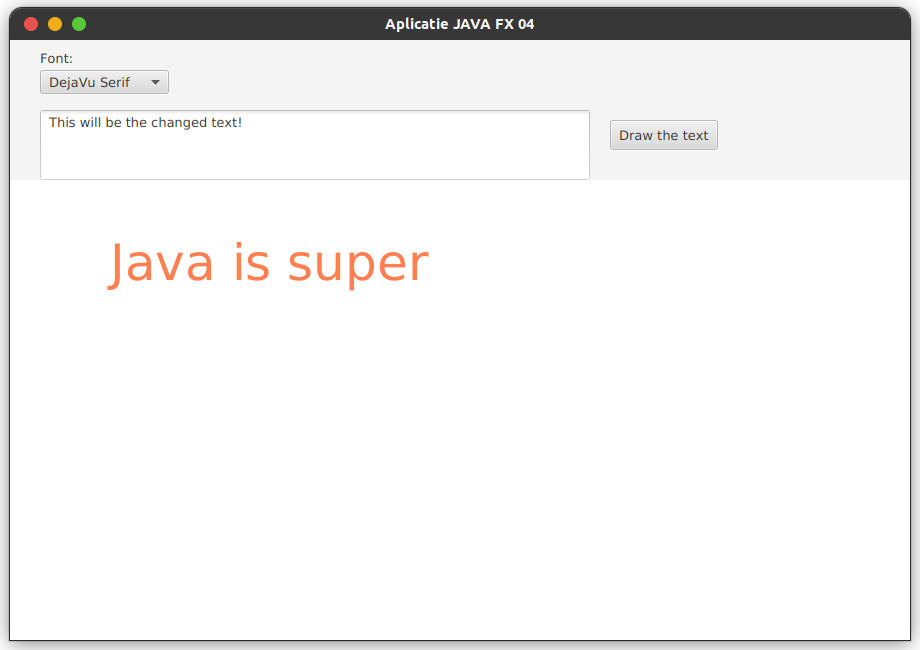 Aplicatie JAVA FX 04
Font:
DejaVu Serif
This will be the changed text!
Draw the text
Java is super